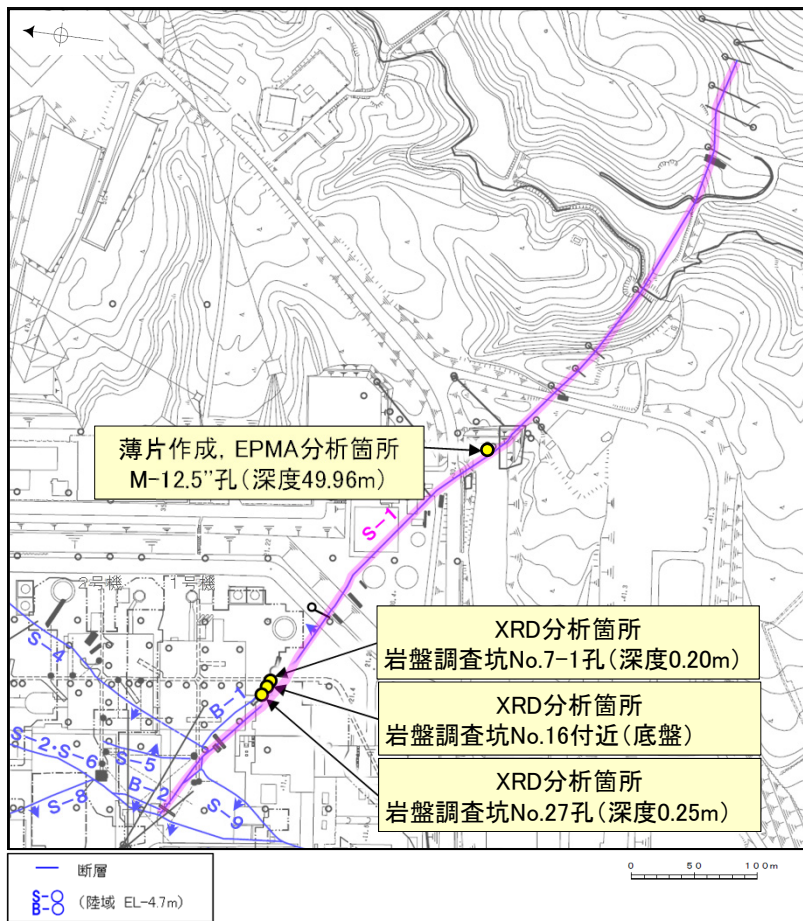 薄片作成, EPMA分析箇所
M-12.5”孔(深度49.96m)
S-1
2号機
1号機
S-4
B-1
XRD分析箇所
岩盤調査坑No.7-1孔(深度0.20m)
XRD分析箇所
岩盤調査坑No.16付近(底盤)
XRD分析箇所
岩盤調査坑No.27孔(深度0.25m)
S-2・S-6
S-5
B-2
S-8
S-9
断層
S-○
B-○
(陸域 EL-4.7m)
0 50 100m